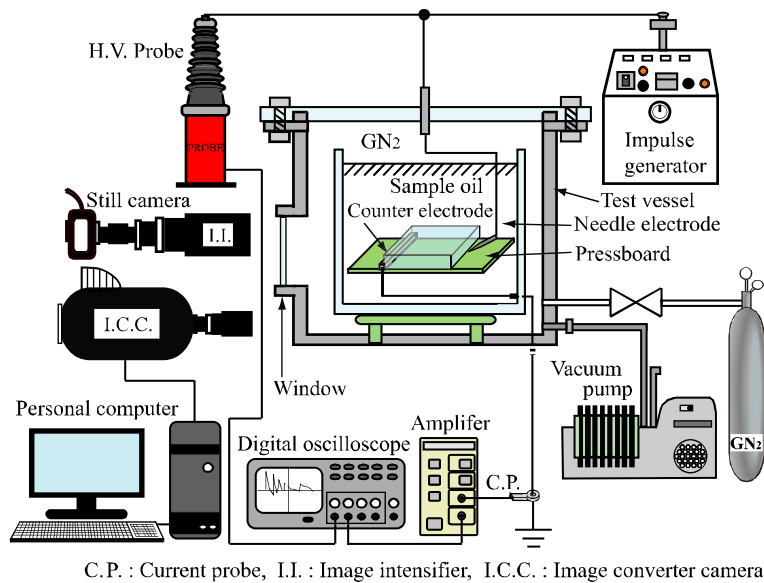 H.V. Probe
PROBE
GN2
Impulse
generator
Sample oil
Counter electrode
Test vessel
Needle electrode
Pressboard
Still camera
I.I.
I.C.C.
Window
Vacuum
pump
GN2
Personal computer
Digital oscilloscope
Amplifer
C.P.
C.P. : Current probe, I.I. : Image intensifier, I.C.C. : Image converter camera